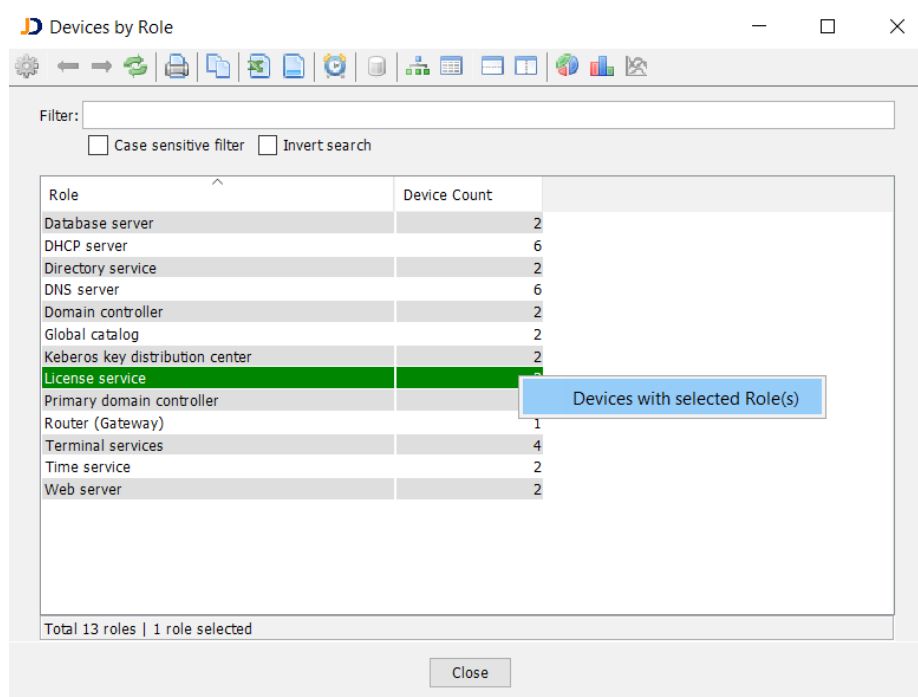 Devices by Role
Filter:
Case sensitive filter Invert search
Role Device Count
Database server 2
DHCP server 6
Directory service 2
DNS server 6
Domain controller 2
Global catalog 2
Keberos key distribution center 2
License service
Devices with selected Role(s)
Primary domain controller
Router (Gateway) 1
Terminal services 4
Time service 2
Web server 2
Total 13 roles | 1 role selected
Close